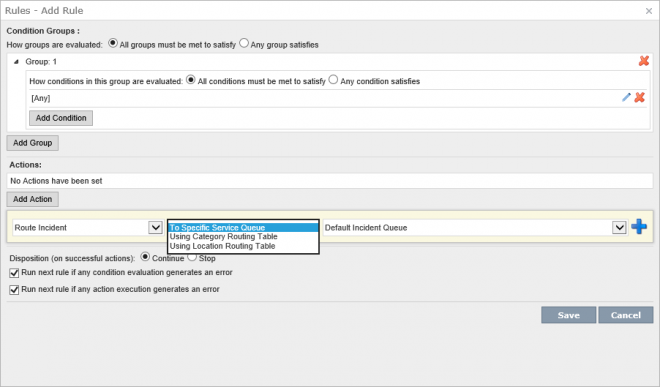 Rules - Add Rule
Condition Groups :
How groups are evaluated: All groups must be met to satisfy Any group satisfies
Group: 1
How conditions in this group are evaluated: All conditions must be met to satisfy Any condition satisfies
[Any]
Add Condition
Add Group
Actions:
No Actions have been set
Add Action
Route Incident To Specific Service Queue Default Incident Queue
Using Category Routing Table
Using Location Routing Table
Disposition (on successful actions): Continue Stop
Run next rule if any condition evaluation generates an error
Run next rule if any action execution generates an error
Save Cancel